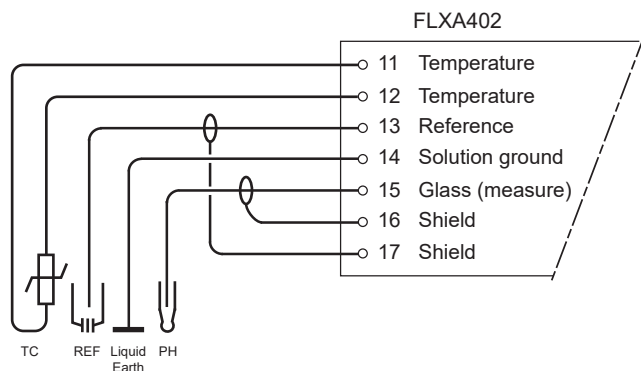 FLXA402
11 Temperature
12 Temperature
13 Reference
14 Solution ground
15 Glass (measure)
16 Shield
17 Shield
TC REF Liquid Earth PH